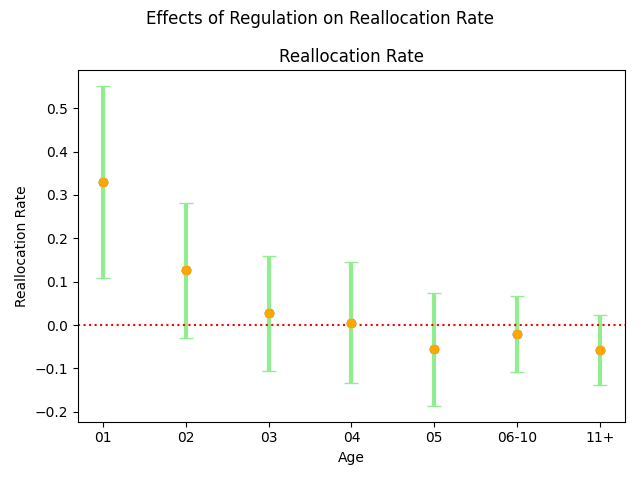 Effects of Regulation on Reallocation Rate
Reallocation Rate
Reallocation Rate
0.5
0.4
0.3
0.2
0.1
0.0
−0.1
−0.2
01 02 03 04 05 06-10 11+
Age